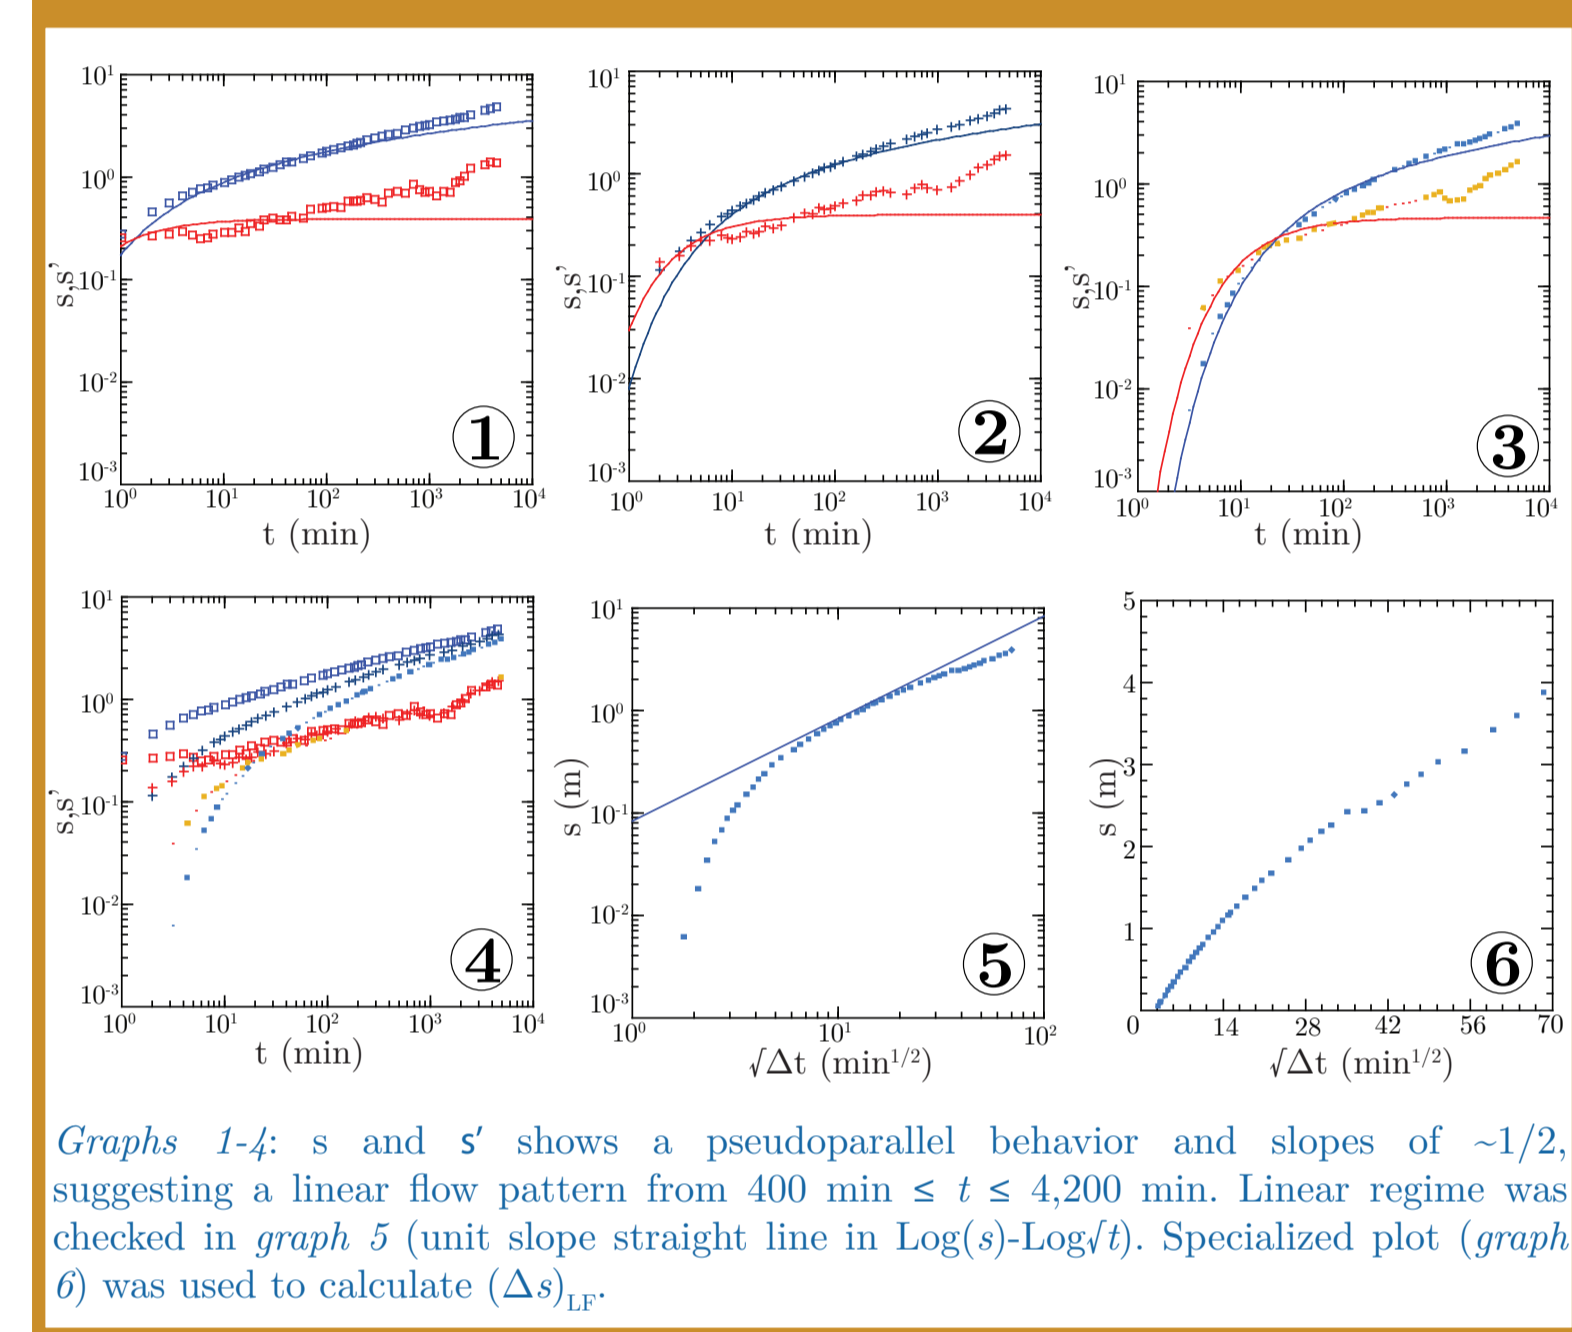 10¹
10⁰
10⁻¹
10⁻²
10⁻³
s,s’
10⁰ 10¹ 10² 10³ 10⁴
t (min)
1
10¹
10⁰
10⁻¹
10⁻²
10⁻³
s,s’
10⁰ 10¹ 10² 10³ 10⁴
t (min)
2
10¹
10⁰
10⁻¹
10⁻²
10⁻³
s,s’
10⁰ 10¹ 10² 10³ 10⁴
t (min)
3
10¹
10⁰
10⁻¹
10⁻²
10⁻³
s,s’
10⁰ 10¹ 10² 10³ 10⁴
t (min)
4
10¹
10⁰
10⁻¹
10⁻²
10⁻³
s (m)
10⁰ 10¹ 10²
√Δt (min¹/²)
5
5
4
3
2
1
s (m)
0 14 28 42 56 70
√Δt (min¹/²)
6
Graphs 1-4: s and s′ shows a pseudoparallel behavior and slopes of ~1/2,
suggesting a linear flow pattern from 400 min ≤ t ≤ 4,200 min. Linear regime was
checked in graph 5 (unit slope straight line in Log(s)-Log√t). Specialized plot (graph
6) was used to calculate (Δs)LF.